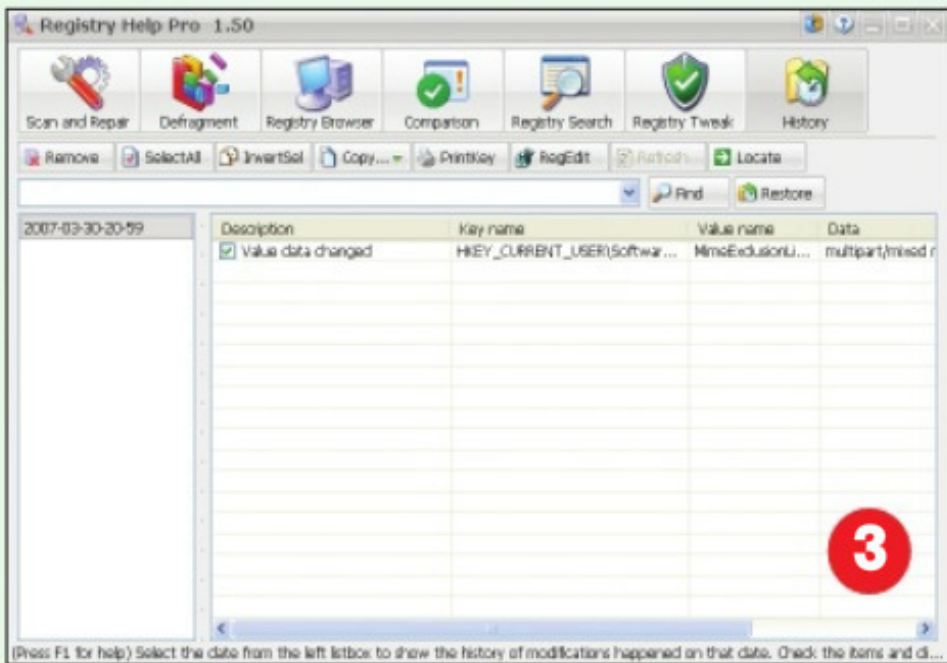 Registry Help Pro 1.50
Scan and Repair Defragment Registry Browser Comparison Registry Search Registry Tweak History
Remove SelectAll InvertSel Copy... PrintKey RegEdit Refresh Locate
Find Restore
2007-03-30-20-59 Description Key name Value name Data
Value data changed HKEY_CURRENT_USER\Softwar... MimeExclusionLi... multipart/mixed
3
(Press F1 for help) Select the date from the left listbox to show the history of modifications happened on that date. Check the items and cl...